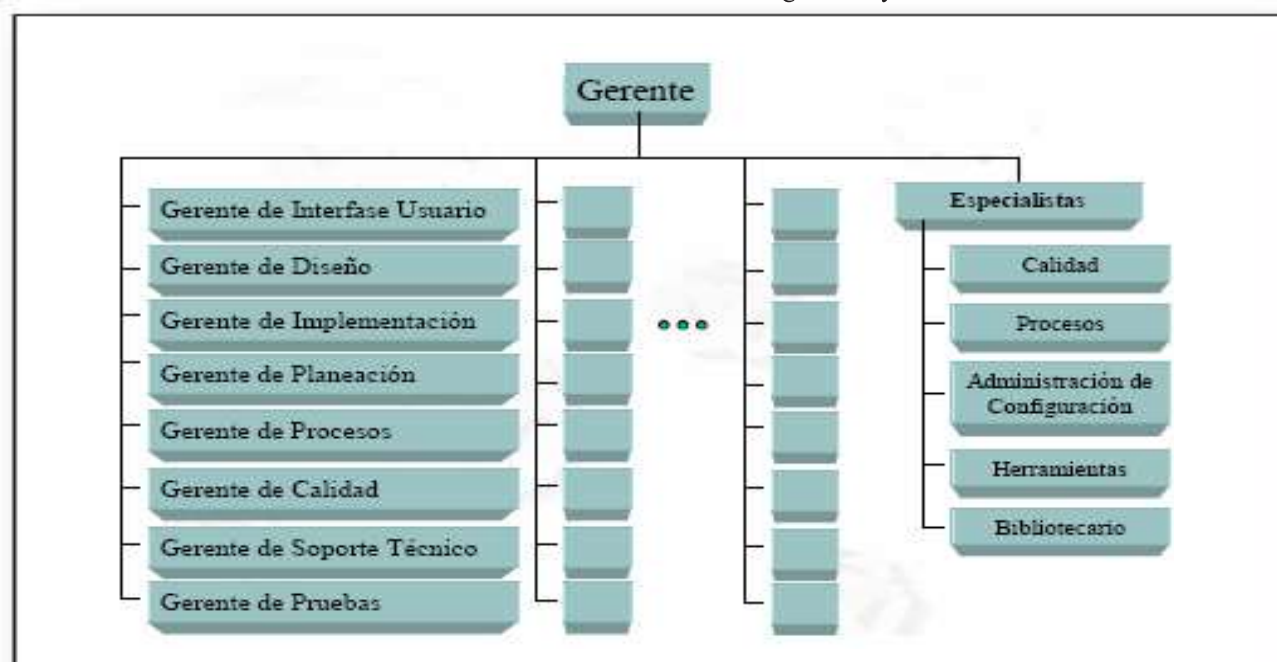 Gerente
Gerente de Interfase Usuario
Gerente de Diseño
Gerente de Implementación
Gerente de Planeación
Gerente de Procesos
Gerente de Calidad
Gerente de Soporte Técnico
Gerente de Pruebas
Especialistas
Calidad
Procesos
Administración de
Configuración
Herramientas
Bibliotecario